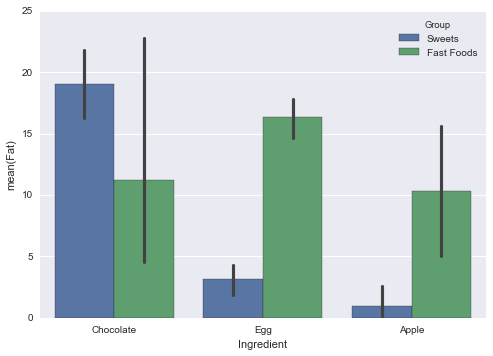 25
20
15
10
5
0
mean(Fat)
Group
Sweets
Fast Foods
Chocolate
Egg
Apple
Ingredient